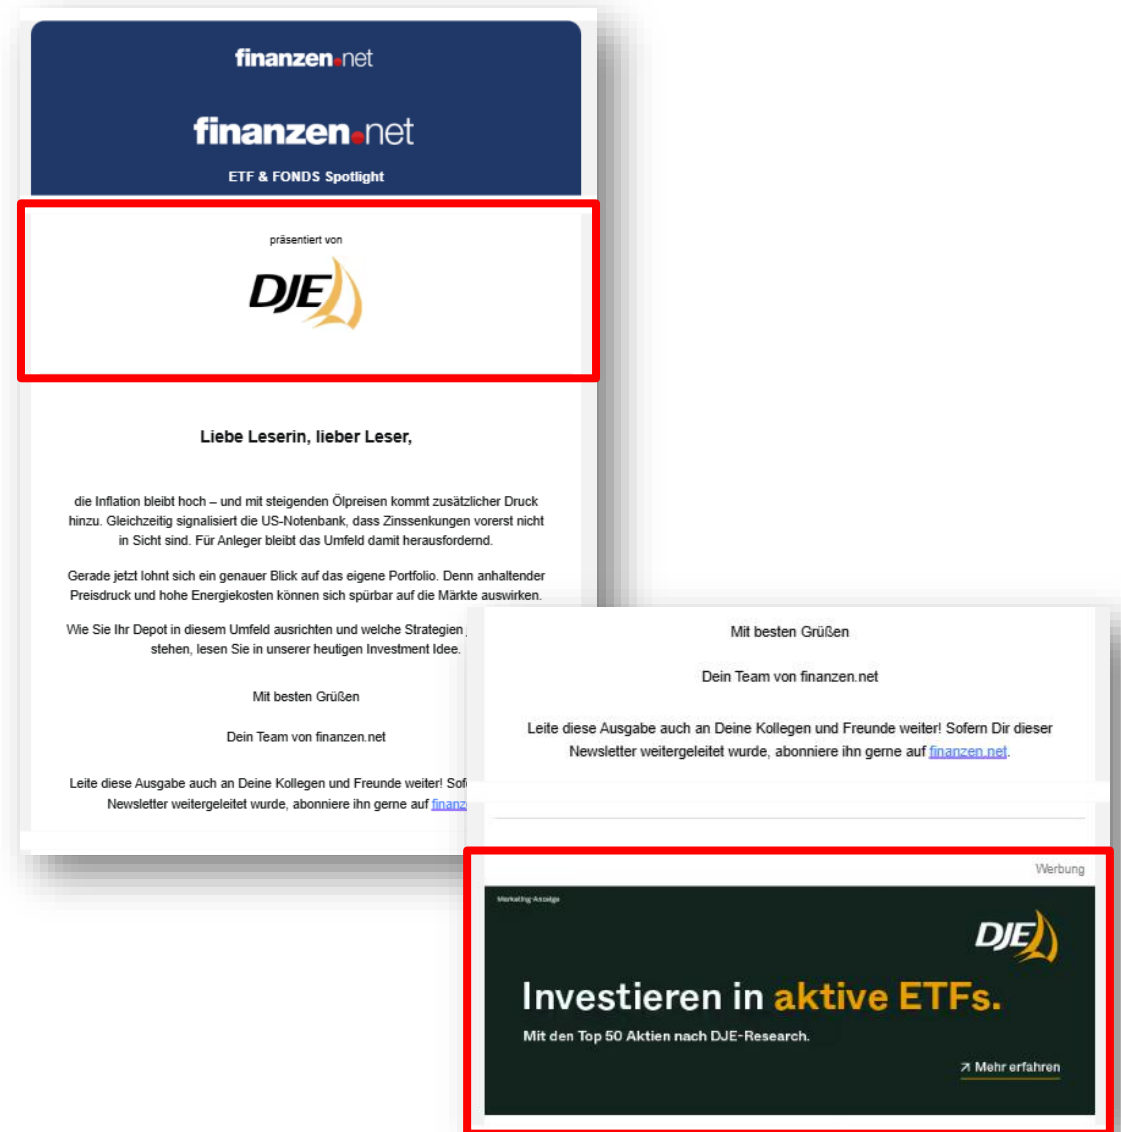 finanzen.net
finanzen.net
ETF & FONDS Spotlight
präsentiert von
DJE
Liebe Leserin, lieber Leser,
die Inflation bleibt hoch – und mit steigenden Ölpreisen kommt zusätzlicher Druck
hinzu. Gleichzeitig signalisiert die US-Notenbank, dass Zinssenkungen vorerst nicht
in Sicht sind. Für Anleger bleibt das Umfeld damit herausfordernd.
Gerade jetzt lohnt sich ein genauer Blick auf das eigene Portfolio. Denn anhaltender
Preisdruck und hohe Energiekosten können sich spürbar auf die Märkte auswirken.
Wie Sie Ihr Depot in diesem Umfeld ausrichten und welche Strategien
stehen, lesen Sie in unserer heutigen Investment Idee.
Mit besten Grüßen
Dein Team von finanzen.net
Leite diese Ausgabe auch an Deine Kollegen und Freunde weiter!
Newsletter weitergeleitet wurde, abonniere ihn gerne auf
Mit besten Grüßen
Dein Team von finanzen.net
Leite diese Ausgabe auch an Deine Kollegen und Freunde weiter! Sofern Dir dieser
Newsletter weitergeleitet wurde, abonniere ihn gerne auf finanzen.net.
Werbung
Marketing-Anzeige
DJE
Investieren in aktive ETFs.
Mit den Top 50 Aktien nach DJE-Research.
Mehr erfahren